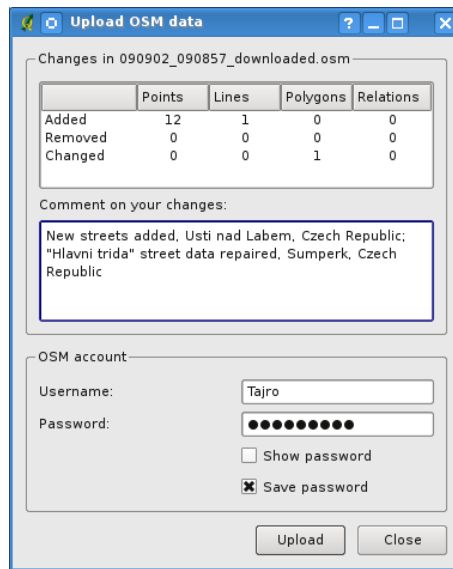 Upload OSM data
Changes in 090902_090857_downloaded.osm
Points Lines Polygons Relations
Added 12 1 0 0
Removed 0 0 0 0
Changed 0 0 1 0
Comment on your changes:
New streets added, Usti nad Labem, Czech Republic;
"Hlavni trida" street data repaired, Sumperk, Czech
Republic
OSM account
Username: Tajro
Password: ●●●●●●●●●
Show password
Save password
Upload Close